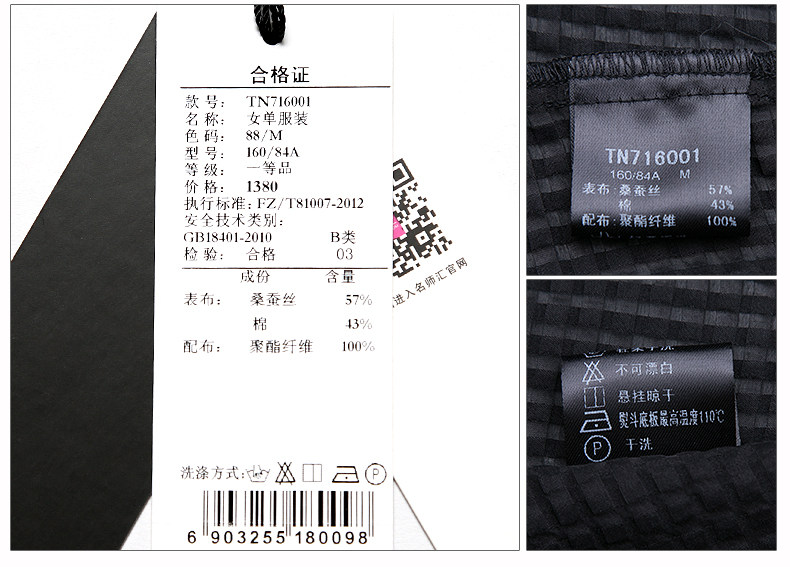 合格证
款号: TN716001
名称: 女单服装
色码: 88/M
型号: 160/84A
等级: 一等品
价格: 1380
执行标准: FZ/T81007-2012
安全技术类别:
GB18401-2010 B类
检验: 合格 03
成份 含量
表布: 桑蚕丝 57%
棉 43%
配布: 聚酯纤维 100%
洗涤方式: P
6 903255 180098
进入名师汇官网
TN716001
160/84A M
表布: 桑蚕丝 57%
棉 43%
配布: 聚酯纤维 100%
不可漂白
悬挂晾干
熨斗底板最高温度110℃
P 干洗